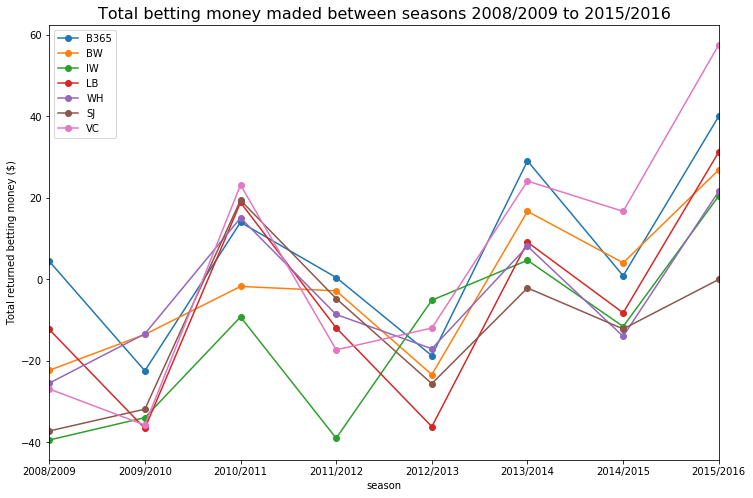 Total betting money maded between seasons 2008/2009 to 2015/2016
B365
BW
IW
LB
WH
SJ
VC
Total returned betting money ($)
60
40
20
0
−20
−40
2008/2009 2009/2010 2010/2011 2011/2012 2012/2013 2013/2014 2014/2015 2015/2016
season